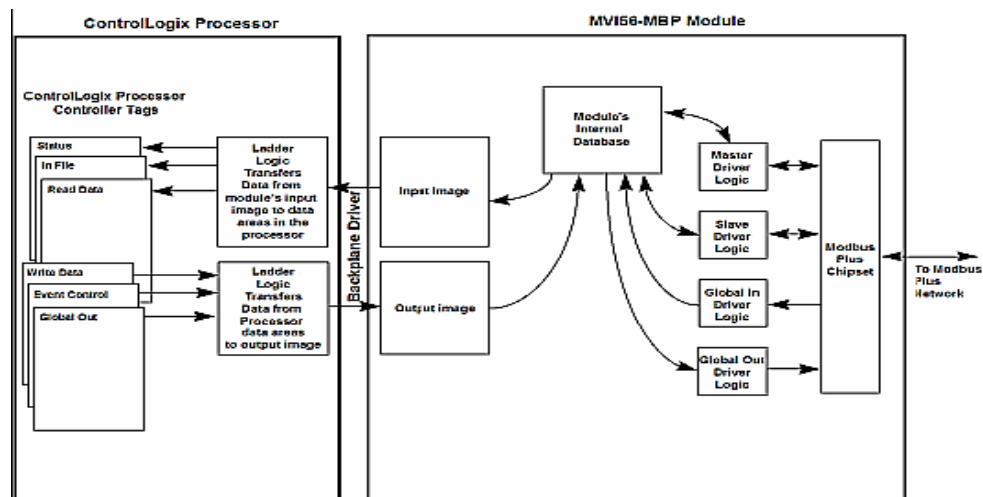 ControlLogix Processor
MVI56-MBP Module
ControlLogix Processor
Controller Tags
Status
In File
Read Data
Write Data
Event Control
Global Out
Ladder
Logic
Transfers
Data from
module's input
image to data
areas in the
processor
Ladder
Logic
Transfers
Data from
Processor
data areas
to output image
Backplane Driver
Input Image
Output image
Module's
Internal
Database
Master
Driver
Logic
Slave
Driver
Logic
Global In
Driver
Logic
Global Out
Driver
Logic
Modbus
Plus
Chipset
To Modbus
Plus
Network